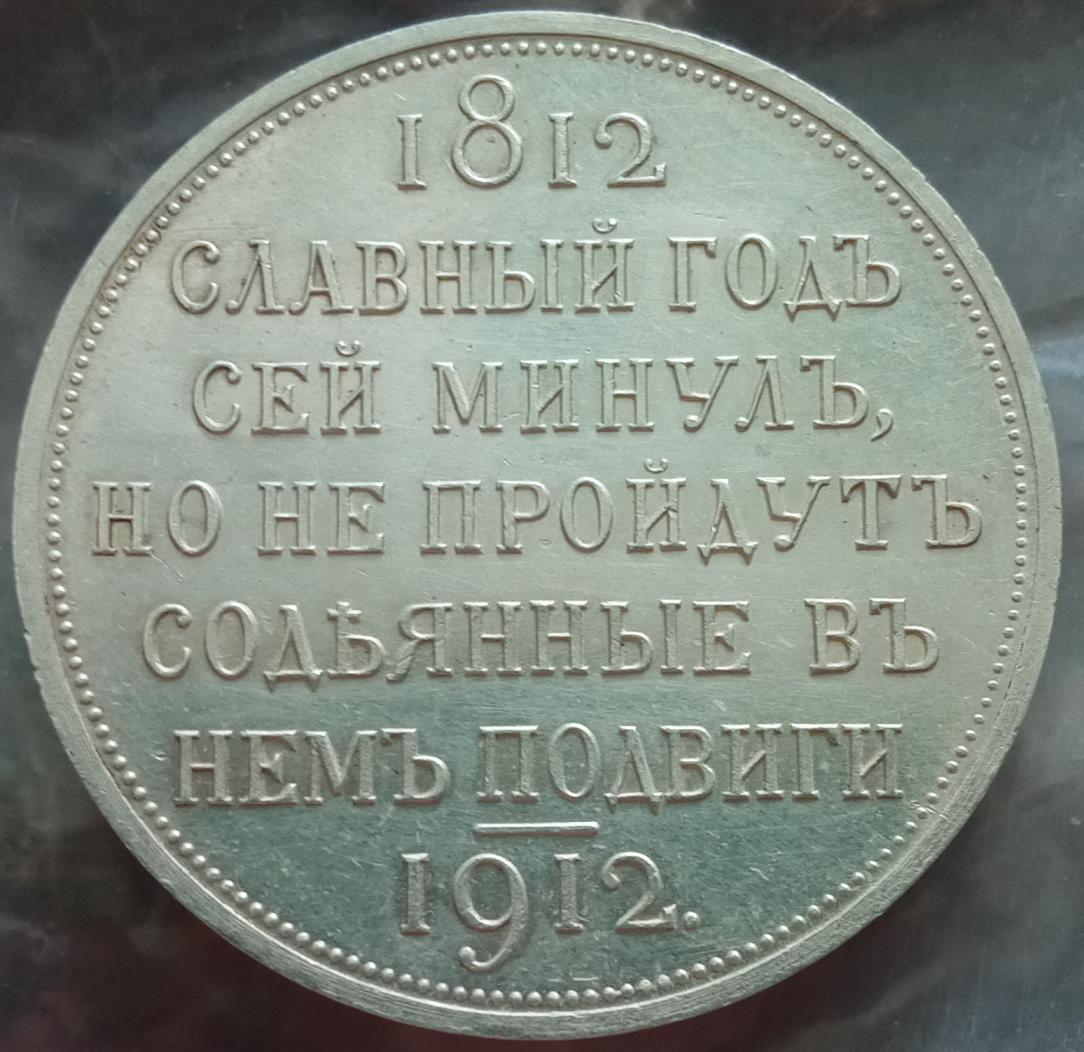 1812
СЛАВНЫЙ ГОДЪ
СЕЙ МИНУЛЪ,
НО НЕ ПРОЙДУТЪ
СОДѢЯННЫЕ ВЪ
НЕМЪ ПОДВИГИ
1912.